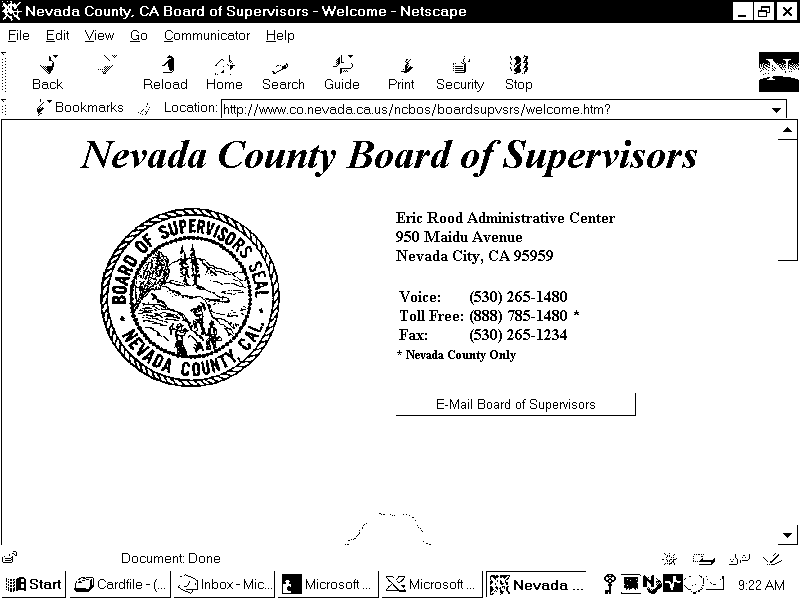 Nevada County, CA Board of Supervisors - Welcome - Netscape
File Edit View Go Communicator Help
Back Reload Home Search Guide Print Security Stop
N
Bookmarks Location: http://www.co.nevada.ca.us/ncbos/boardsupvsrs/welcome.htm?
Nevada County Board of Supervisors
BOARD OF SUPERVISORS SEAL
NEVADA COUNTY, CAL.
Eric Rood Administrative Center
950 Maidu Avenue
Nevada City, CA 95959
Voice: (530) 265-1480
Toll Free: (888) 785-1480 *
Fax: (530) 265-1234
* Nevada County Only
E-Mail Board of Supervisors
Document: Done
Start Cardfile - (... Inbox - Mic... Microsoft ... Microsoft ... Nevada ... 9:22 AM